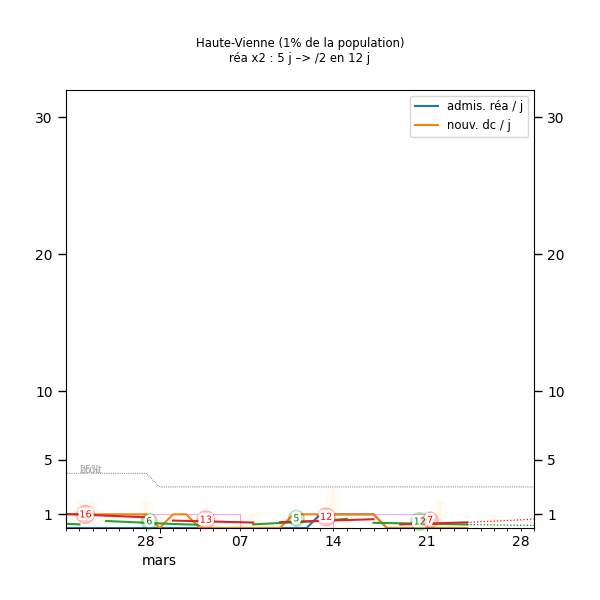 Haute-Vienne (1% de la population)
réa x2 : 5 j –> /2 en 12 j
admis. réa / j
nouv. dc / j
30 30
20 20
10 10
5 5
1 1
16 6 13 5 12 12 7
28 - 07 14 21 28
mars